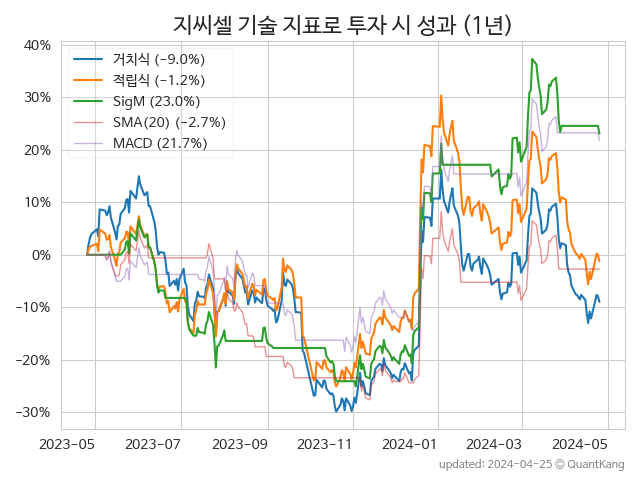 지씨셀 기술 지표로 투자 시 성과 (1년)
40%
30%
20%
10%
0%
−10%
−20%
−30%
거치식 (−9.0%)
적립식 (−1.2%)
SigM (23.0%)
SMA(20) (−2.7%)
MACD (21.7%)
2023-05 2023-07 2023-09 2023-11 2024-01 2024-03 2024-05
updated: 2024-04-25 © QuantKang